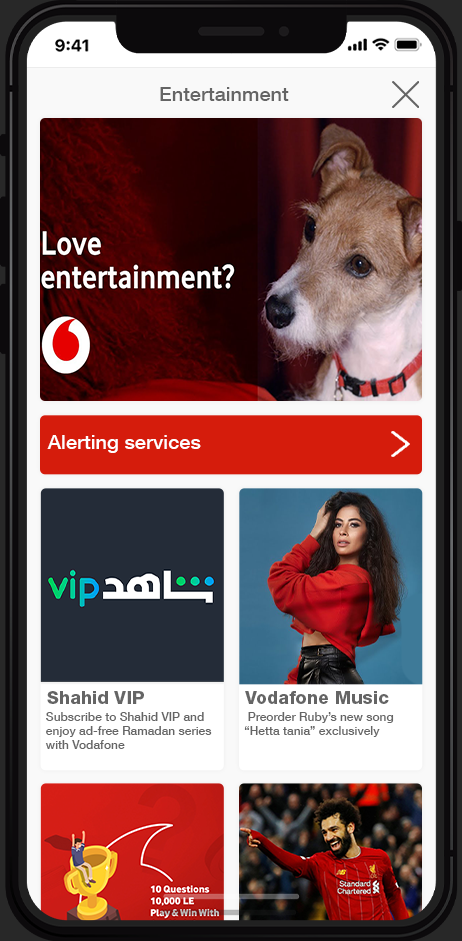 9:41
Entertainment
Love
entertainment?
Alerting services
vip شاهد
Shahid VIP
Subscribe to Shahid VIP and
enjoy ad-free Ramadan series
with Vodafone
Vodafone Music
Preorder Ruby's new song
“Hetta tania” exclusively
10 Questions
10,000 LE
Play & Win With
Standard
Chartered